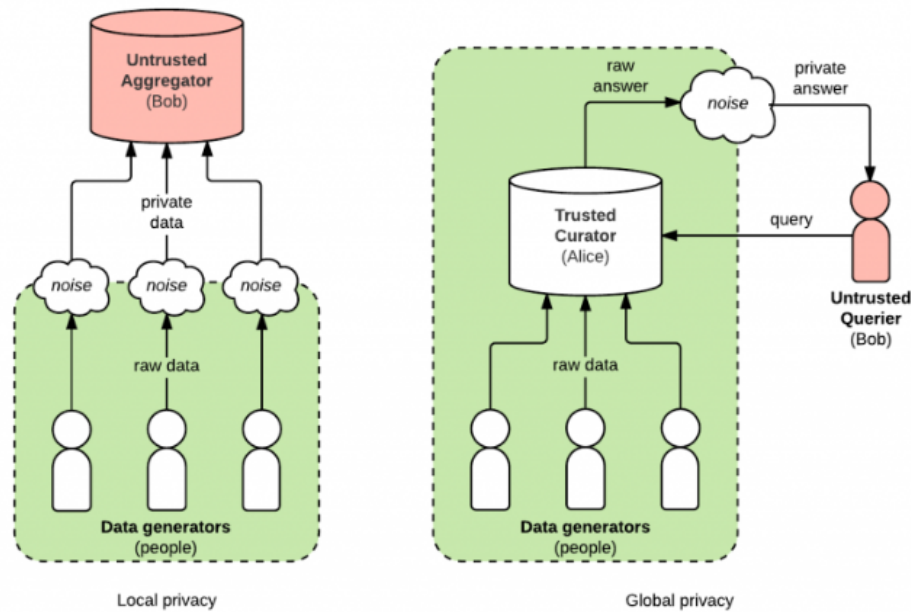 Untrusted
Aggregator
(Bob)
private
data
noise
noise
noise
raw data
Data generators
(people)
Local privacy
raw
answer
noise
private
answer
Trusted
Curator
(Alice)
query
Untrusted
Querier
(Bob)
raw data
Data generators
(people)
Global privacy